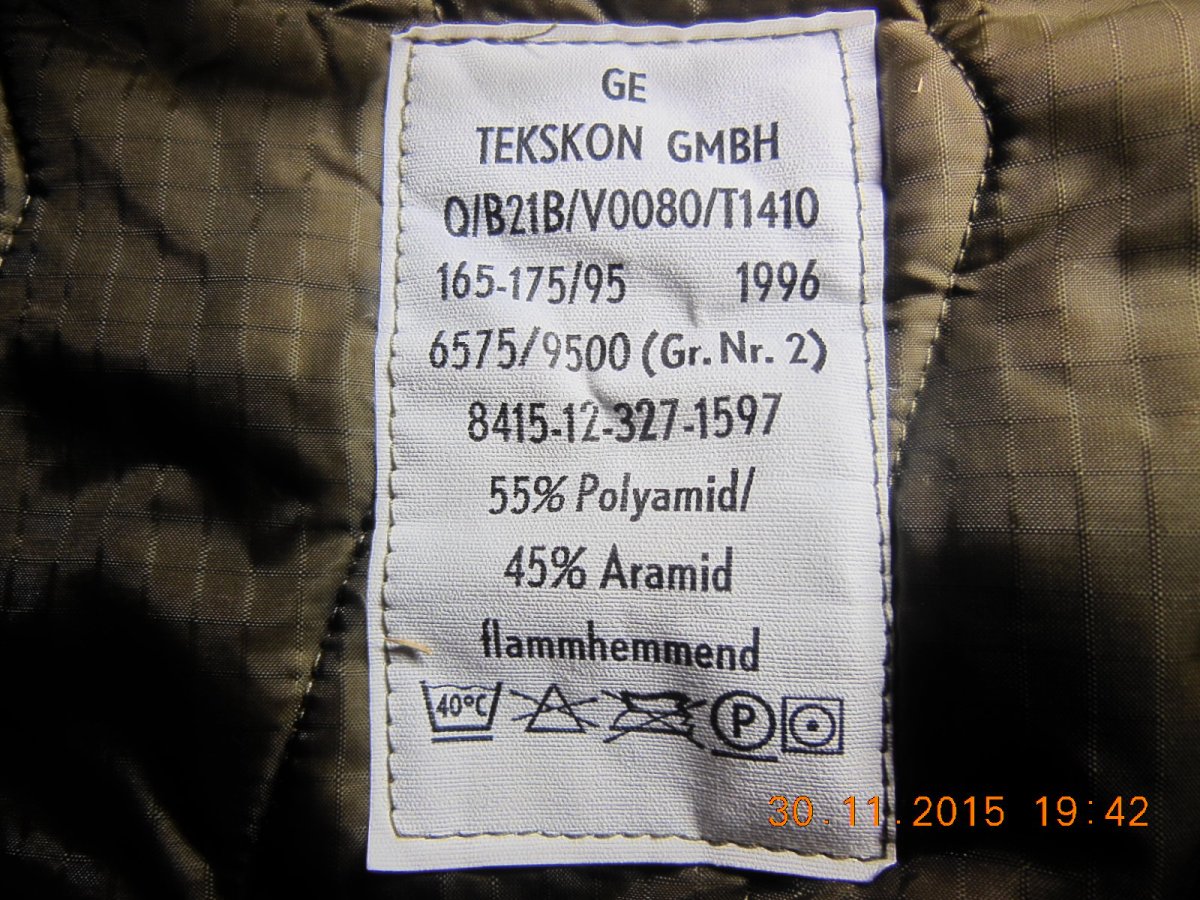 GE
TEKSKON GMBH
Q/B21B/V0080/T1410
165-175/95 1996
6575/9500 (Gr. Nr. 2)
8415-12-327-1597
55% Polyamid/
45% Aramid
flammhemmend
40°C P
30.11.2015 19:42